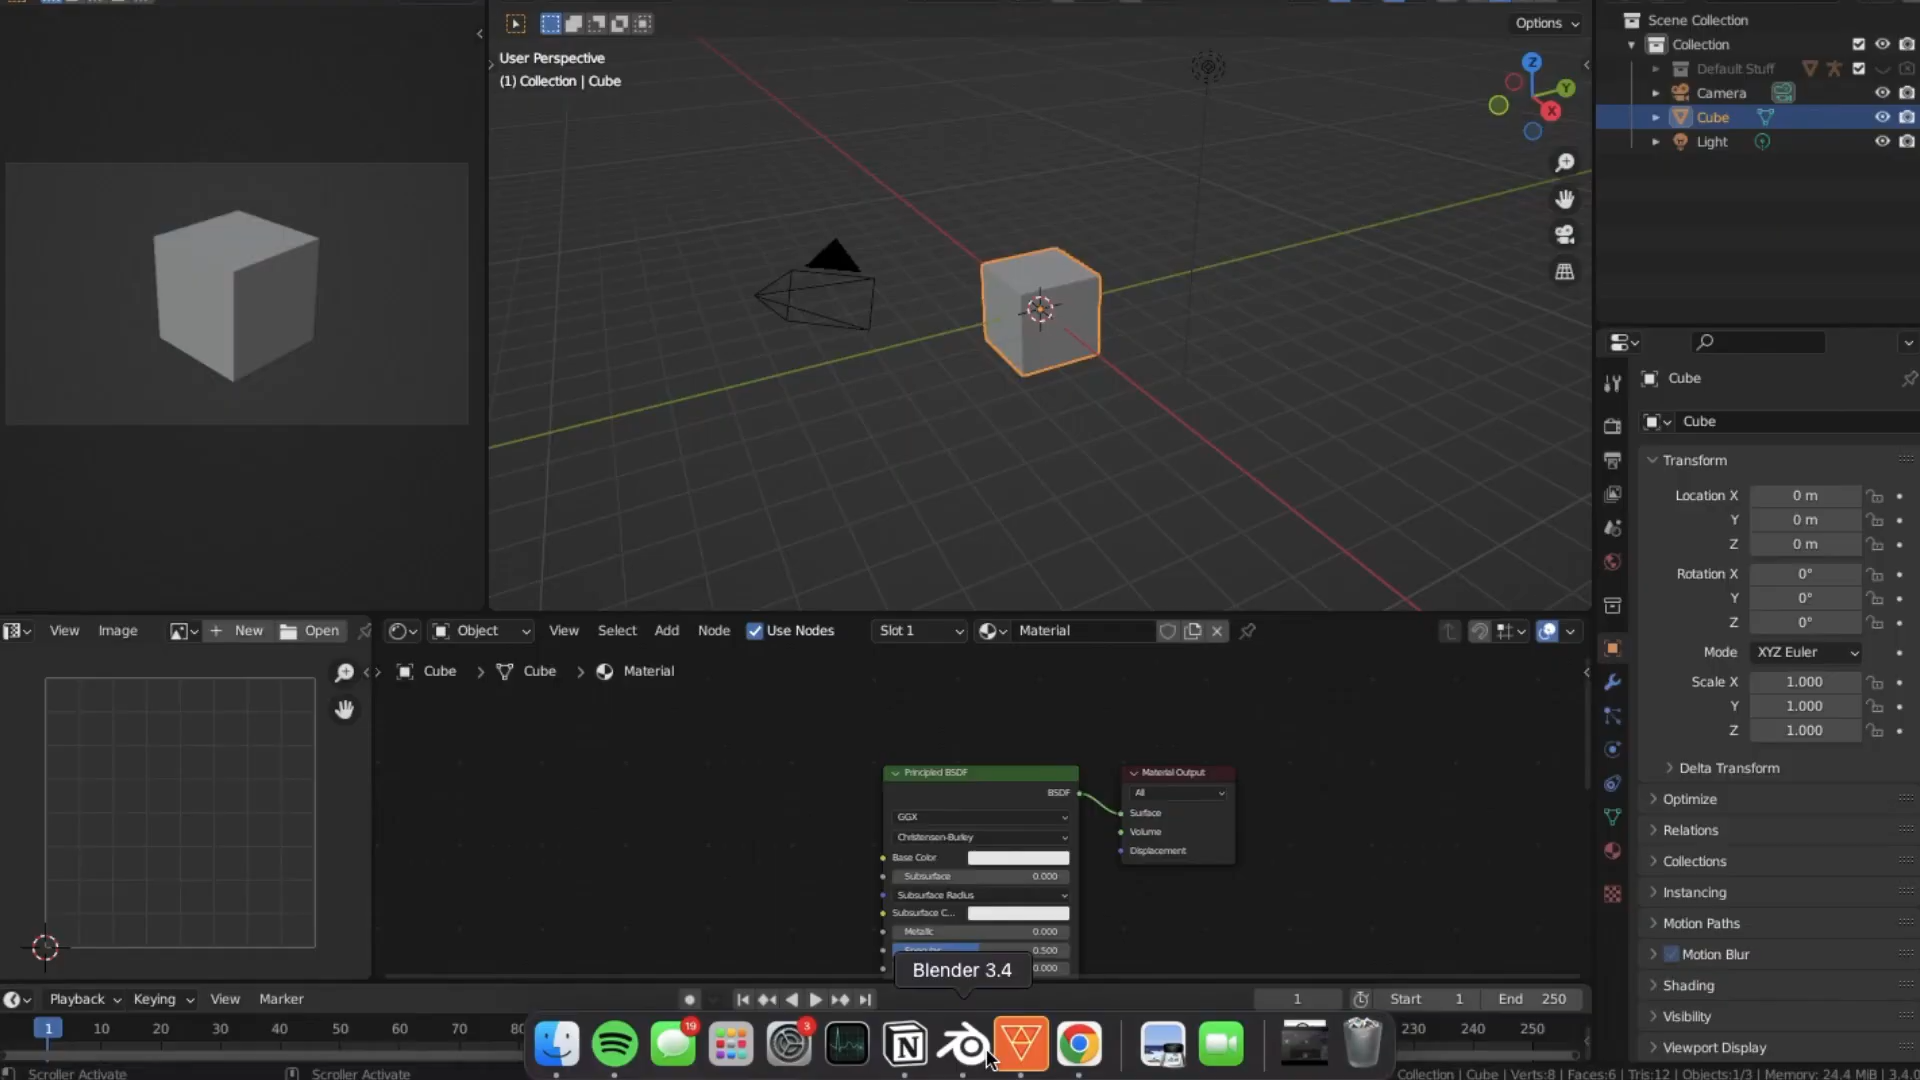 Options
User Perspective
(1) Collection | Cube
Z
Y
X
Scene Collection
Collection
Default Stuff
Camera
Cube
Light
Cube
Cube
Transform
Location X 0 m
Y 0 m
Z 0 m
Rotation X 0°
Y 0°
Z 0°
Mode XYZ Euler
Scale X 1.000
Y 1.000
Z 1.000
Delta Transform
Optimize
Relations
Collections
Instancing
Motion Paths
Motion Blur
Shading
Visibility
Viewport Display
View Image New Open
Object View Select Add Node Use Nodes Slot 1 Material
Cube Cube Material
Principled BSDF
BSDF
GGX
Christensen-Burley
Base Color
Subsurface 0.000
Subsurface Radius
Subsurface C...
Metallic 0.000
0.500
0.000
Material Output
All
Surface
Volume
Displacement
Blender 3.4
Playback Keying View Marker
1 Start 1 End 250
1 10 20 30 40 50 60 70 80 230 240 250
19
3
N
Scroller Activate Scroller Activate
Collection | Cube | Verts:8 | Faces:6 | Tris:12 | Objects:1/3 | Memory: 24.4 MiB | 3.4.0